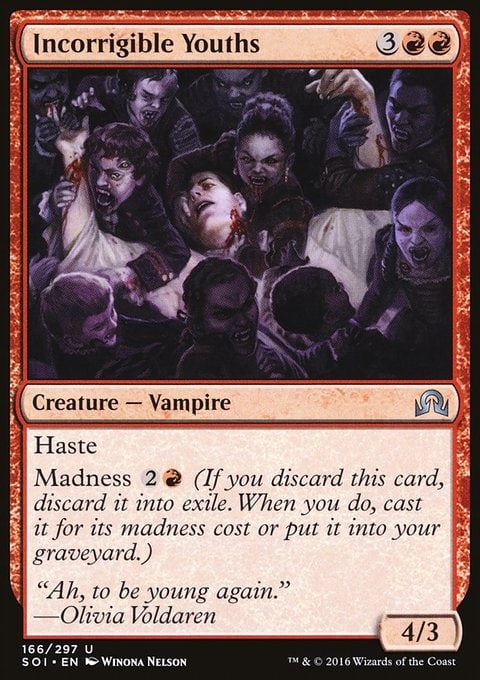 Incorrigible Youths 3
Creature — Vampire
Haste
Madness 2 (If you discard this card,
discard it into exile. When you do, cast
it for its madness cost or put it into your
graveyard.)
“Ah, to be young again.”
—Olivia Voldaren
4/3
166/297 U
SOI • EN Winona Nelson
™ & © 2016 Wizards of the Coast